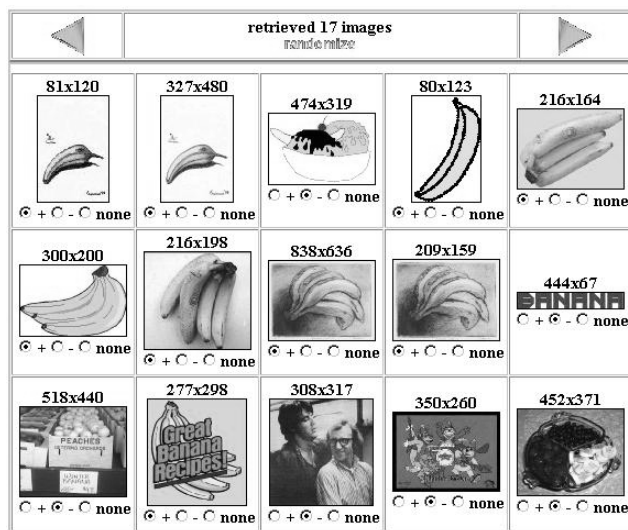 retrieved 17 images
randomize
81x120
327x480
474x319
80x123
216x164
+ - none
+ - none
+ - none
+ - none
+ - none
300x200
216x198
838x636
209x159
444x67
BANANA
+ - none
+ - none
+ - none
+ - none
+ - none
518x440
277x298
308x317
350x260
452x371
PEACHES
Great
Banana
Recipes!
+ - none
+ - none
+ - none
+ - none
+ - none